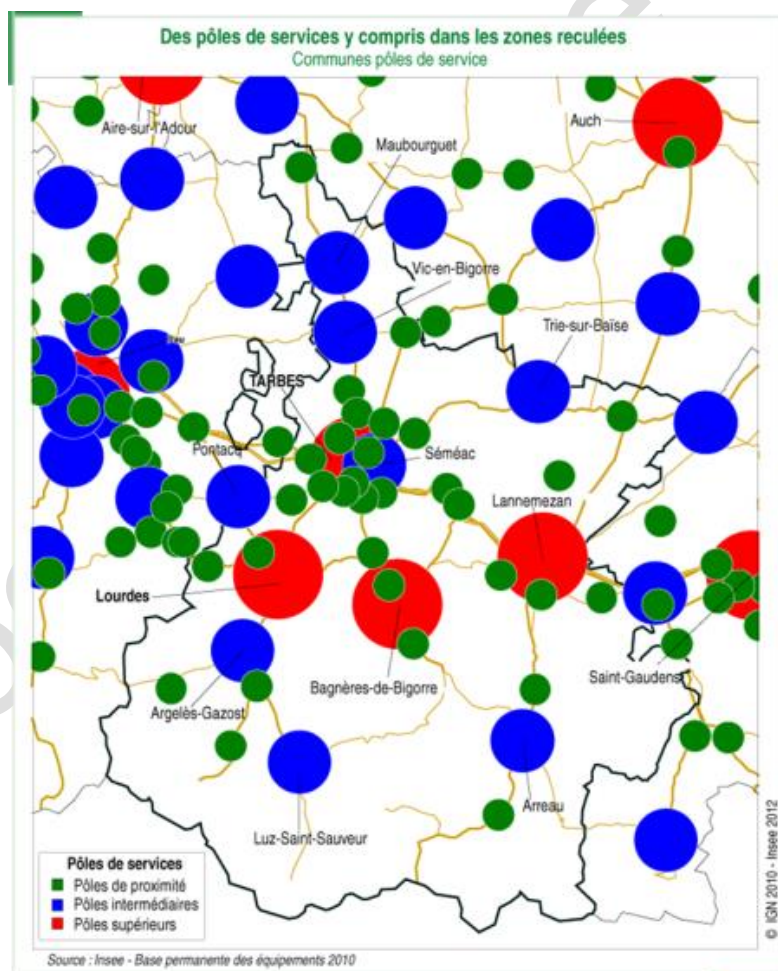 Des pôles de services y compris dans les zones reculées
Communes pôles de service
Aire-sur-l'Adour
Auch
Maubourguet
Vic-en-Bigorre
Trie-sur-Baïse
TARBES
Pontacq
Séméac
Lannemezan
Lourdes
Saint-Gaudens
Bagnères-de-Bigorre
Argelès-Gazost
Arreau
Luz-Saint-Sauveur
Pôles de services
Pôles de proximité
Pôles intermédiaires
Pôles supérieurs
© IGN 2010 - Insee 2012
Source : Insee - Base permanente des équipements 2010